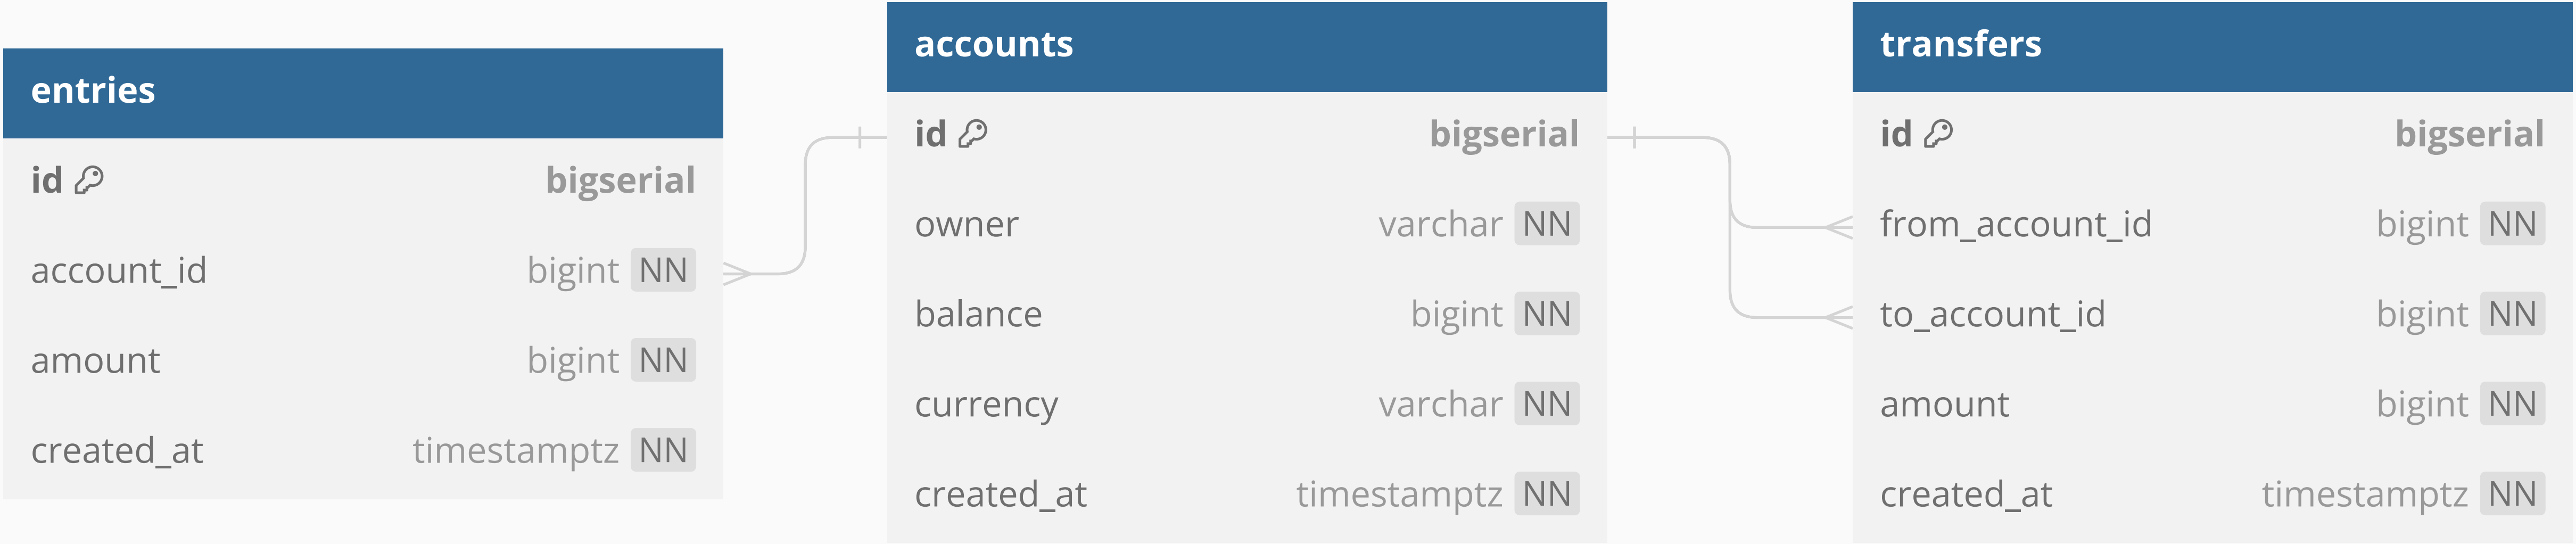 entries
id bigserial
account_id bigint NN
amount bigint NN
created_at timestamptz NN
accounts
id bigserial
owner varchar NN
balance bigint NN
currency varchar NN
created_at timestamptz NN
transfers
id bigserial
from_account_id bigint NN
to_account_id bigint NN
amount bigint NN
created_at timestamptz NN